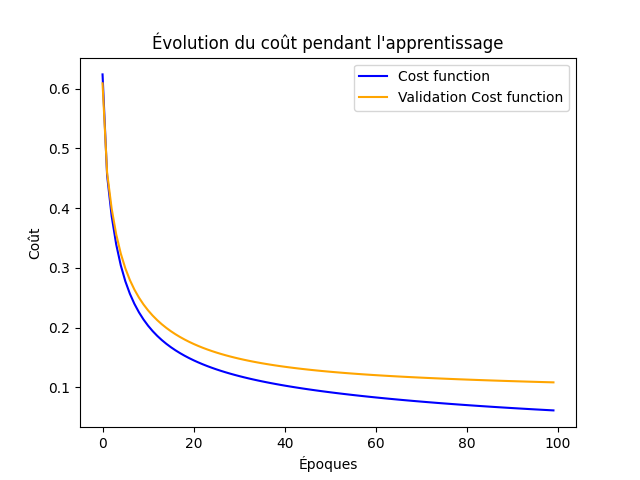 Évolution du coût pendant l'apprentissage
Cost function
Validation Cost function
Coût
0.6
0.5
0.4
0.3
0.2
0.1
0 20 40 60 80 100
Époques